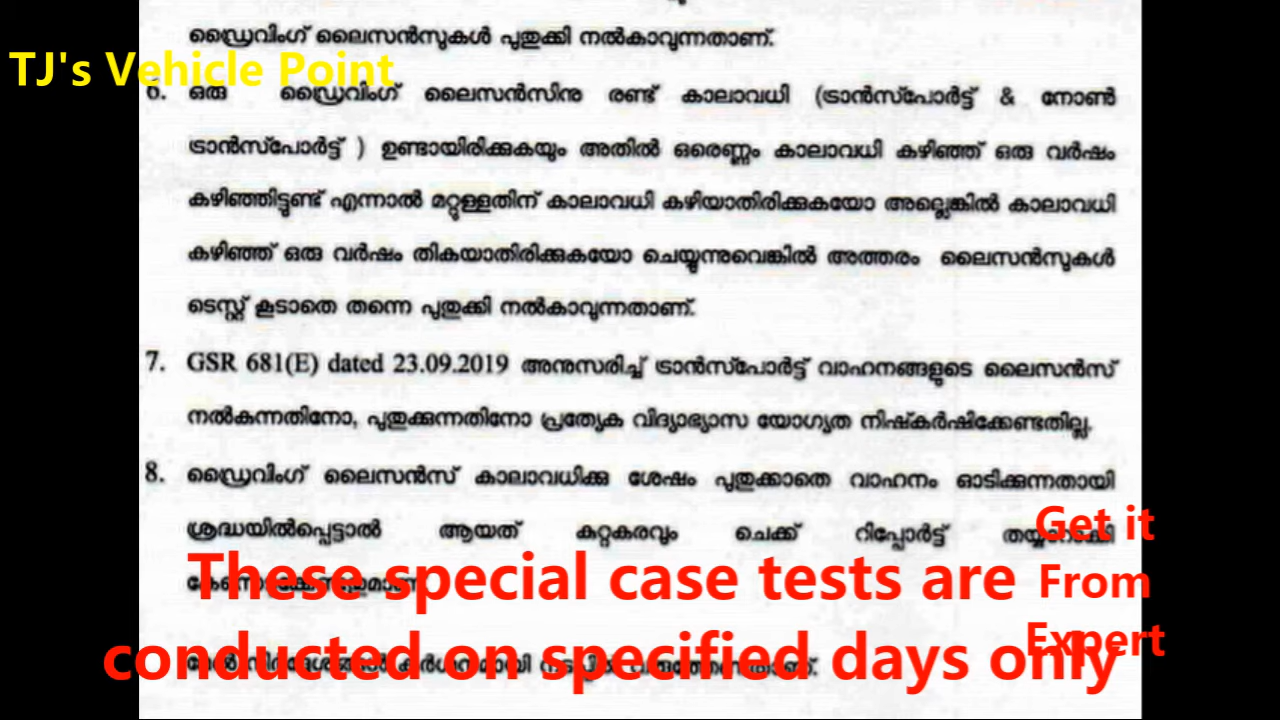 ഡ്രൈവിംഗ് ലൈസൻസുകൾ പുതുക്കി നൽകാവുന്നതാണ്.
TJ's Vehicle Point
6. ഒരു ഡ്രൈവിംഗ് ലൈസൻസിനു രണ്ട് കാലാവധി (ട്രാൻസ്പോർട്ട് & നോൺ
ട്രാൻസ്പോർട്ട് ) ഉണ്ടായിരിക്കുകയും അതിൽ ഒരെണ്ണം കാലാവധി കഴിഞ്ഞ് ഒരു വർഷം
കഴിഞ്ഞിട്ടുണ്ട് എന്നാൽ മറ്റുള്ളതിന് കാലാവധി കഴിയാതിരിക്കുകയോ അല്ലെങ്കിൽ കാലാവധി
കഴിഞ്ഞ് ഒരു വർഷം തികയാതിരിക്കുകയോ ചെയ്യുന്നുവെങ്കിൽ അത്തരം ലൈസൻസുകൾ
ടെസ്റ്റ് കൂടാതെ തന്നെ പുതുക്കി നൽകാവുന്നതാണ്.
7. GSR 681(E) dated 23.09.2019 അനുസരിച്ച് ട്രാൻസ്പോർട്ട് വാഹനങ്ങളുടെ ലൈസൻസ്
നൽകുന്നതിനോ, പുതുക്കുന്നതിനോ പ്രത്യേക വിദ്യാഭ്യാസ യോഗ്യത നിഷ്കർഷിക്കേണ്ടതില്ല.
8. ഡ്രൈവിംഗ് ലൈസൻസ് കാലാവധിക്കു ശേഷം പുതുക്കാതെ വാഹനം ഓടിക്കുന്നതായി
ശ്രദ്ധയിൽപ്പെട്ടാൽ ആയത് കുറ്റകരവും ചെക്ക് റിപ്പോർട്ട്
Get it
From
Expert
These special case tests are
conducted on specified days only